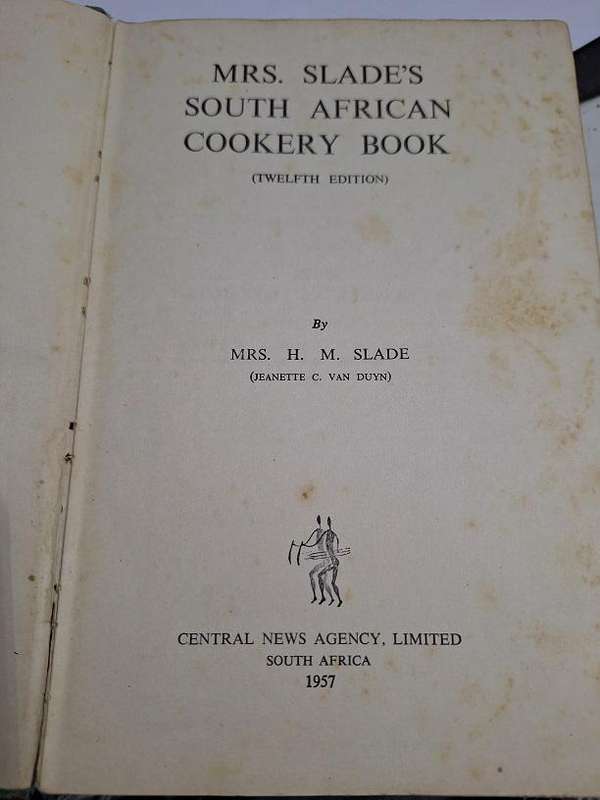 MRS. SLADE'S
SOUTH AFRICAN
COOKERY BOOK
(TWELFTH EDITION)
By
MRS. H. M. SLADE
(JEANETTE C. VAN DUYN)
CENTRAL NEWS AGENCY, LIMITED
SOUTH AFRICA
1957